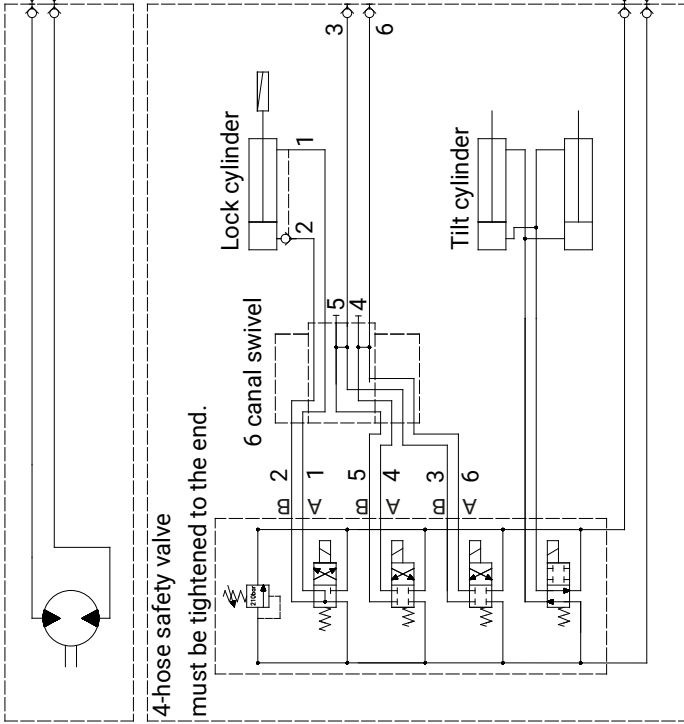 3
6
Lock cylinder
1
2
Tilt cylinder
6 canal swivel
5
4
4-hose safety valve
must be tightened to the end.
B 2
A 1
B 5
A 4
B 3
A 6
210bar